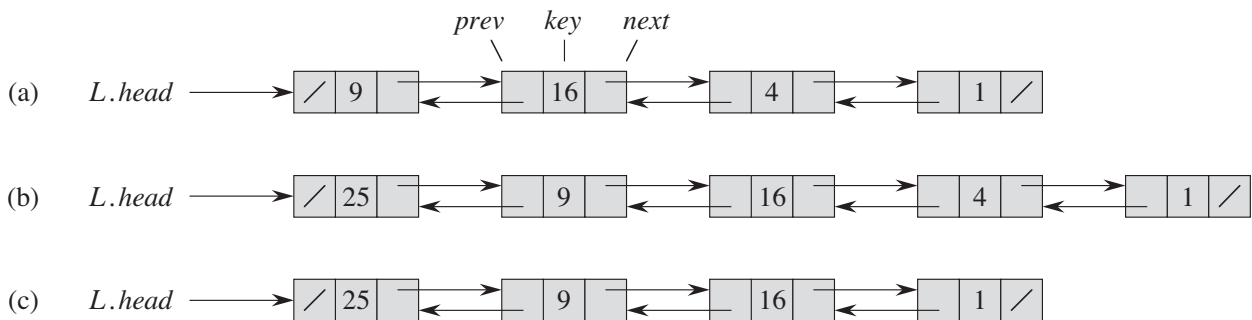 prev key next
(a) L.head / 9 16 4 1 /
(b) L.head / 25 9 16 4 1 /
(c) L.head / 25 9 16 1 /